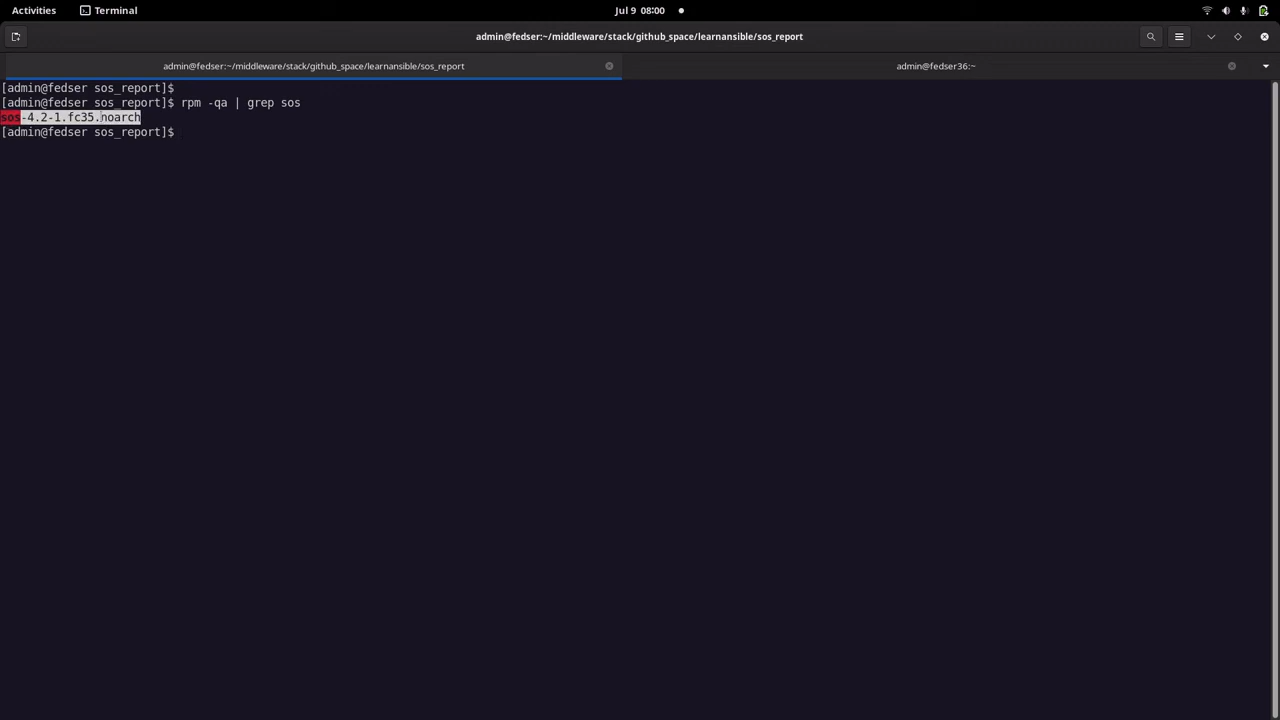 Activities Terminal Jul 9 08:00
admin@fedser:~/middleware/stack/github_space/learnansible/sos_report
admin@fedser:~/middleware/stack/github_space/learnansible/sos_report admin@fedser36:~
[admin@fedser sos_report]$
[admin@fedser sos_report]$ rpm -qa | grep sos
sos-4.2-1.fc35.noarch
[admin@fedser sos_report]$